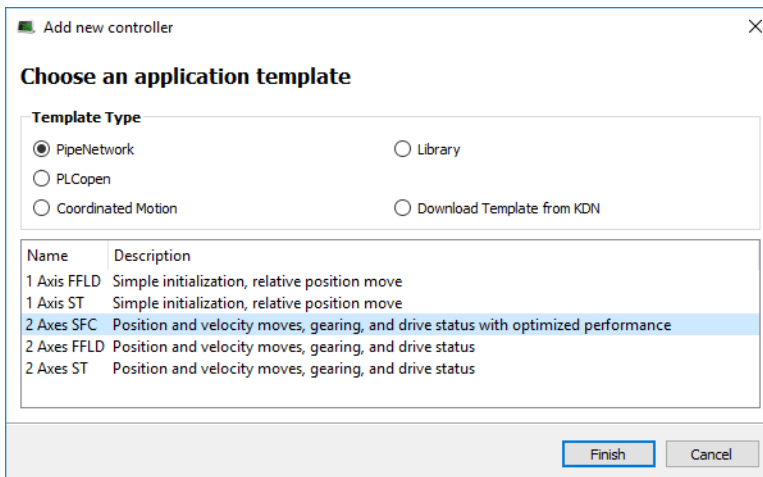 Add new controller
Choose an application template
Template Type
PipeNetwork
Library
PLCopen
Coordinated Motion
Download Template from KDN
Name Description
1 Axis FFLD Simple initialization, relative position move
1 Axis ST Simple initialization, relative position move
2 Axes SFC Position and velocity moves, gearing, and drive status with optimized performance
2 Axes FFLD Position and velocity moves, gearing, and drive status
2 Axes ST Position and velocity moves, gearing, and drive status
Finish Cancel